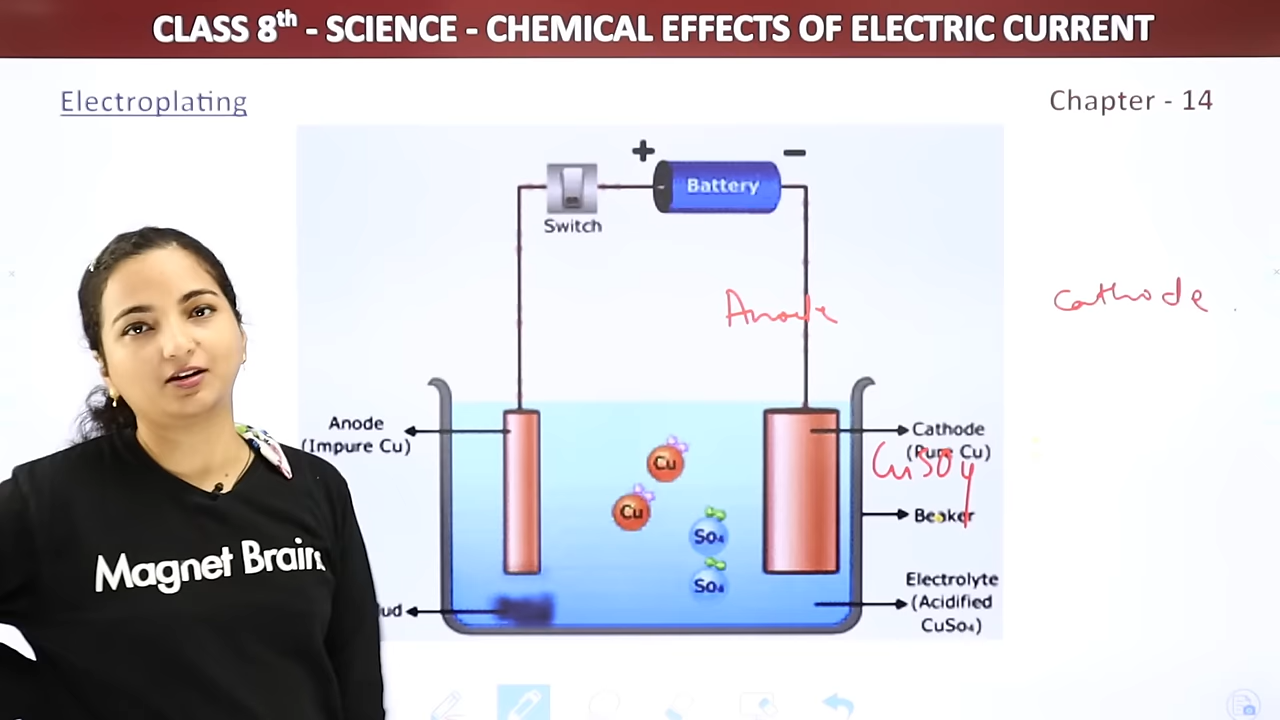 CLASS 8th - SCIENCE - CHEMICAL EFFECTS OF ELECTRIC CURRENT
Electroplating
Chapter - 14
+
−
Battery
Switch
Anode
Cathode
Anode
(Impure Cu)
Cathode
(Pure Cu)
CuSO4
Cu
Cu
So₄
So₄
Beaker
Magnet Brains
Electrolyte
(Acidified
CuSo₄)